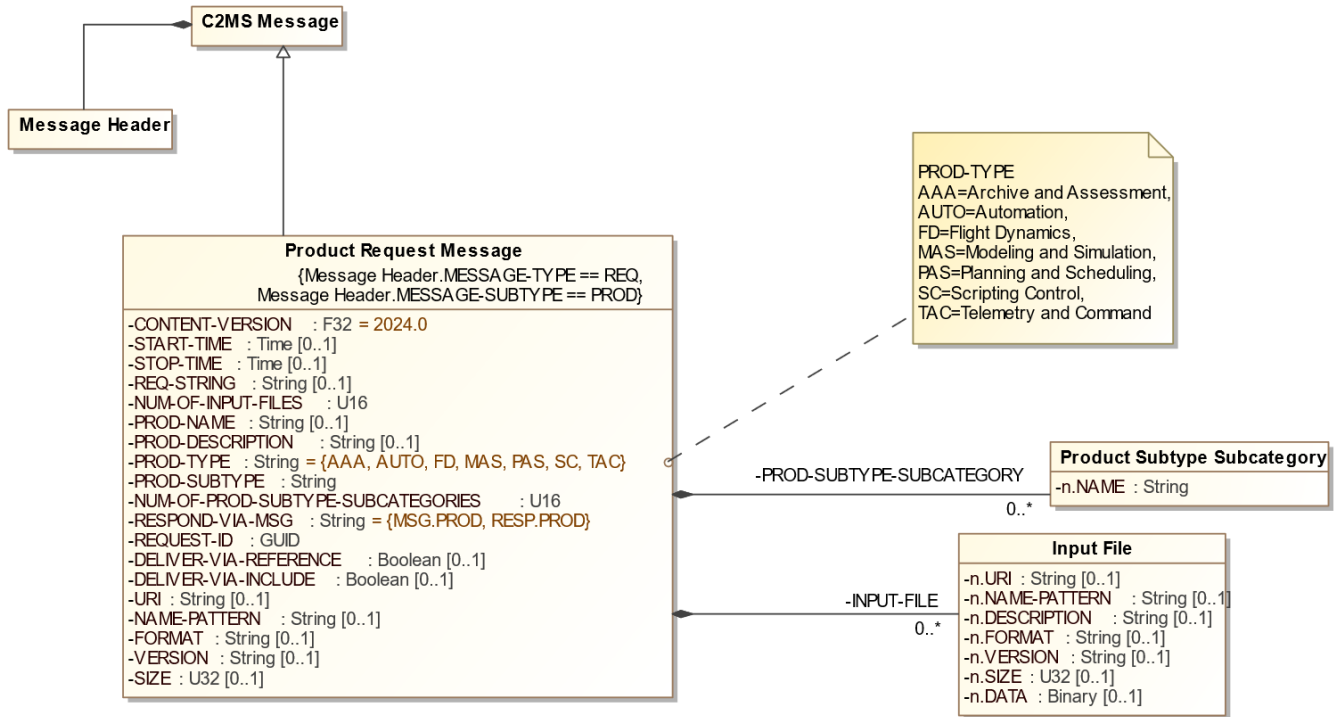 C2MS Message
Message Header
PROD-TYPE
AAA=Archive and Assessment,
AUTO=Automation,
FD=Flight Dynamics,
MAS=Modeling and Simulation,
PAS=Planning and Scheduling,
SC=Scripting Control,
TAC=Telemetry and Command
Product Request Message
{Message Header.MESSAGE-TYPE == REQ,
Message Header.MESSAGE-SUBTYPE == PROD}
-CONTENT-VERSION : F32 = 2024.0
-START-TIME : Time [0..1]
-STOP-TIME : Time [0..1]
-REQ-STRING : String [0..1]
-NUM-OF-INPUT-FILES : U16
-PROD-NAME : String [0..1]
-PROD-DESCRIPTION : String [0..1]
-PROD-TYPE : String = {AAA, AUTO, FD, MAS, PAS, SC, TAC}
-PROD-SUBTYPE : String
-NUM-OF-PROD-SUBTYPE-SUBCATEGORIES : U16
-RESPOND-VIA-MSG : String = {MSG.PROD, RESP.PROD}
-REQUEST-ID : GUID
-DELIVER-VIA-REFERENCE : Boolean [0..1]
-DELIVER-VIA-INCLUDE : Boolean [0..1]
-URI : String [0..1]
-NAME-PATTERN : String [0..1]
-FORMAT : String [0..1]
-VERSION : String [0..1]
-SIZE : U32 [0..1]
-PROD-SUBTYPE-SUBCATEGORY
0..*
Product Subtype Subcategory
-n.NAME : String
-INPUT-FILE
0..*
Input File
-n.URI : String [0..1]
-n.NAME-PATTERN : String [0..1]
-n.DESCRIPTION : String [0..1]
-n.FORMAT : String [0..1]
-n.VERSION : String [0..1]
-n.SIZE : U32 [0..1]
-n.DATA : Binary [0..1]